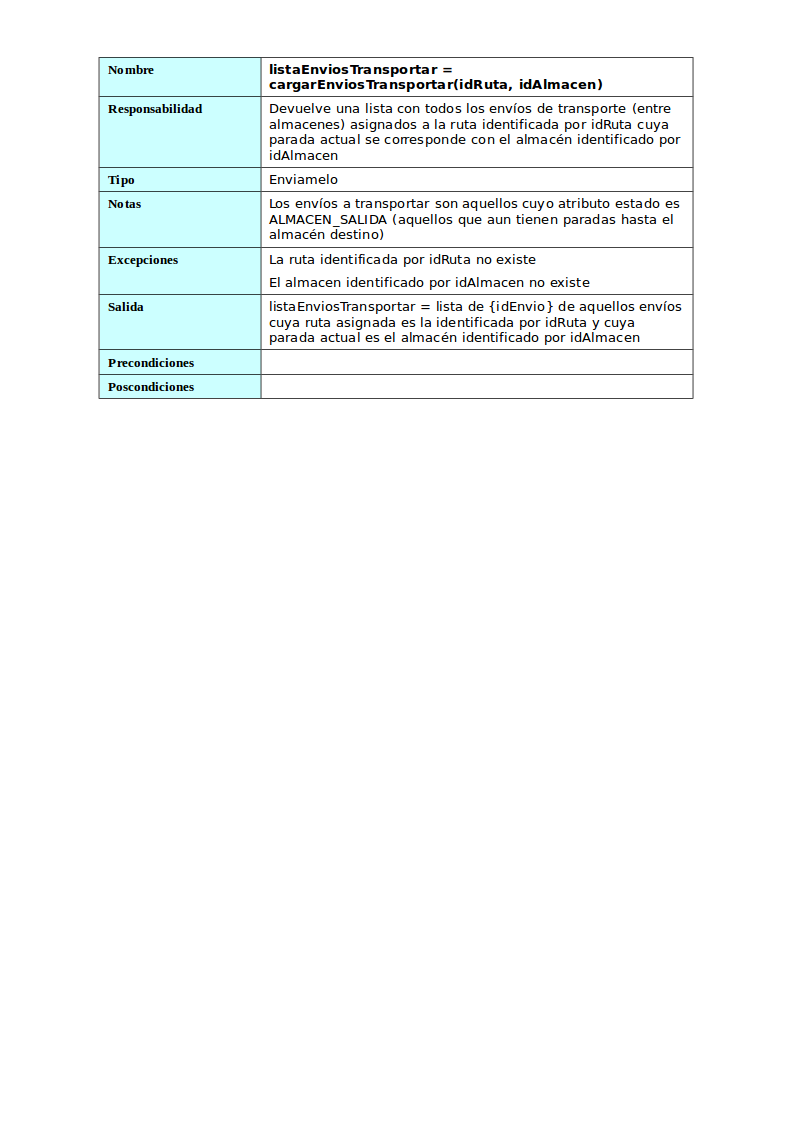 Nombre
listaEnviosTransportar =
cargarEnviosTransportar(idRuta, idAlmacen)
Responsabilidad
Devuelve una lista con todos los envíos de transporte (entre
almacenes) asignados a la ruta identificada por idRuta cuya
parada actual se corresponde con el almacén identificado por
idAlmacen
Tipo
Enviamelo
Notas
Los envíos a transportar son aquellos cuyo atributo estado es
ALMACEN_SALIDA (aquellos que aun tienen paradas hasta el
almacén destino)
Excepciones
La ruta identificada por idRuta no existe
El almacen identificado por idAlmacen no existe
Salida
listaEnviosTransportar = lista de {idEnvio} de aquellos envíos
cuya ruta asignada es la identificada por idRuta y cuya
parada actual es el almacén identificado por idAlmacen
Precondiciones
Poscondiciones